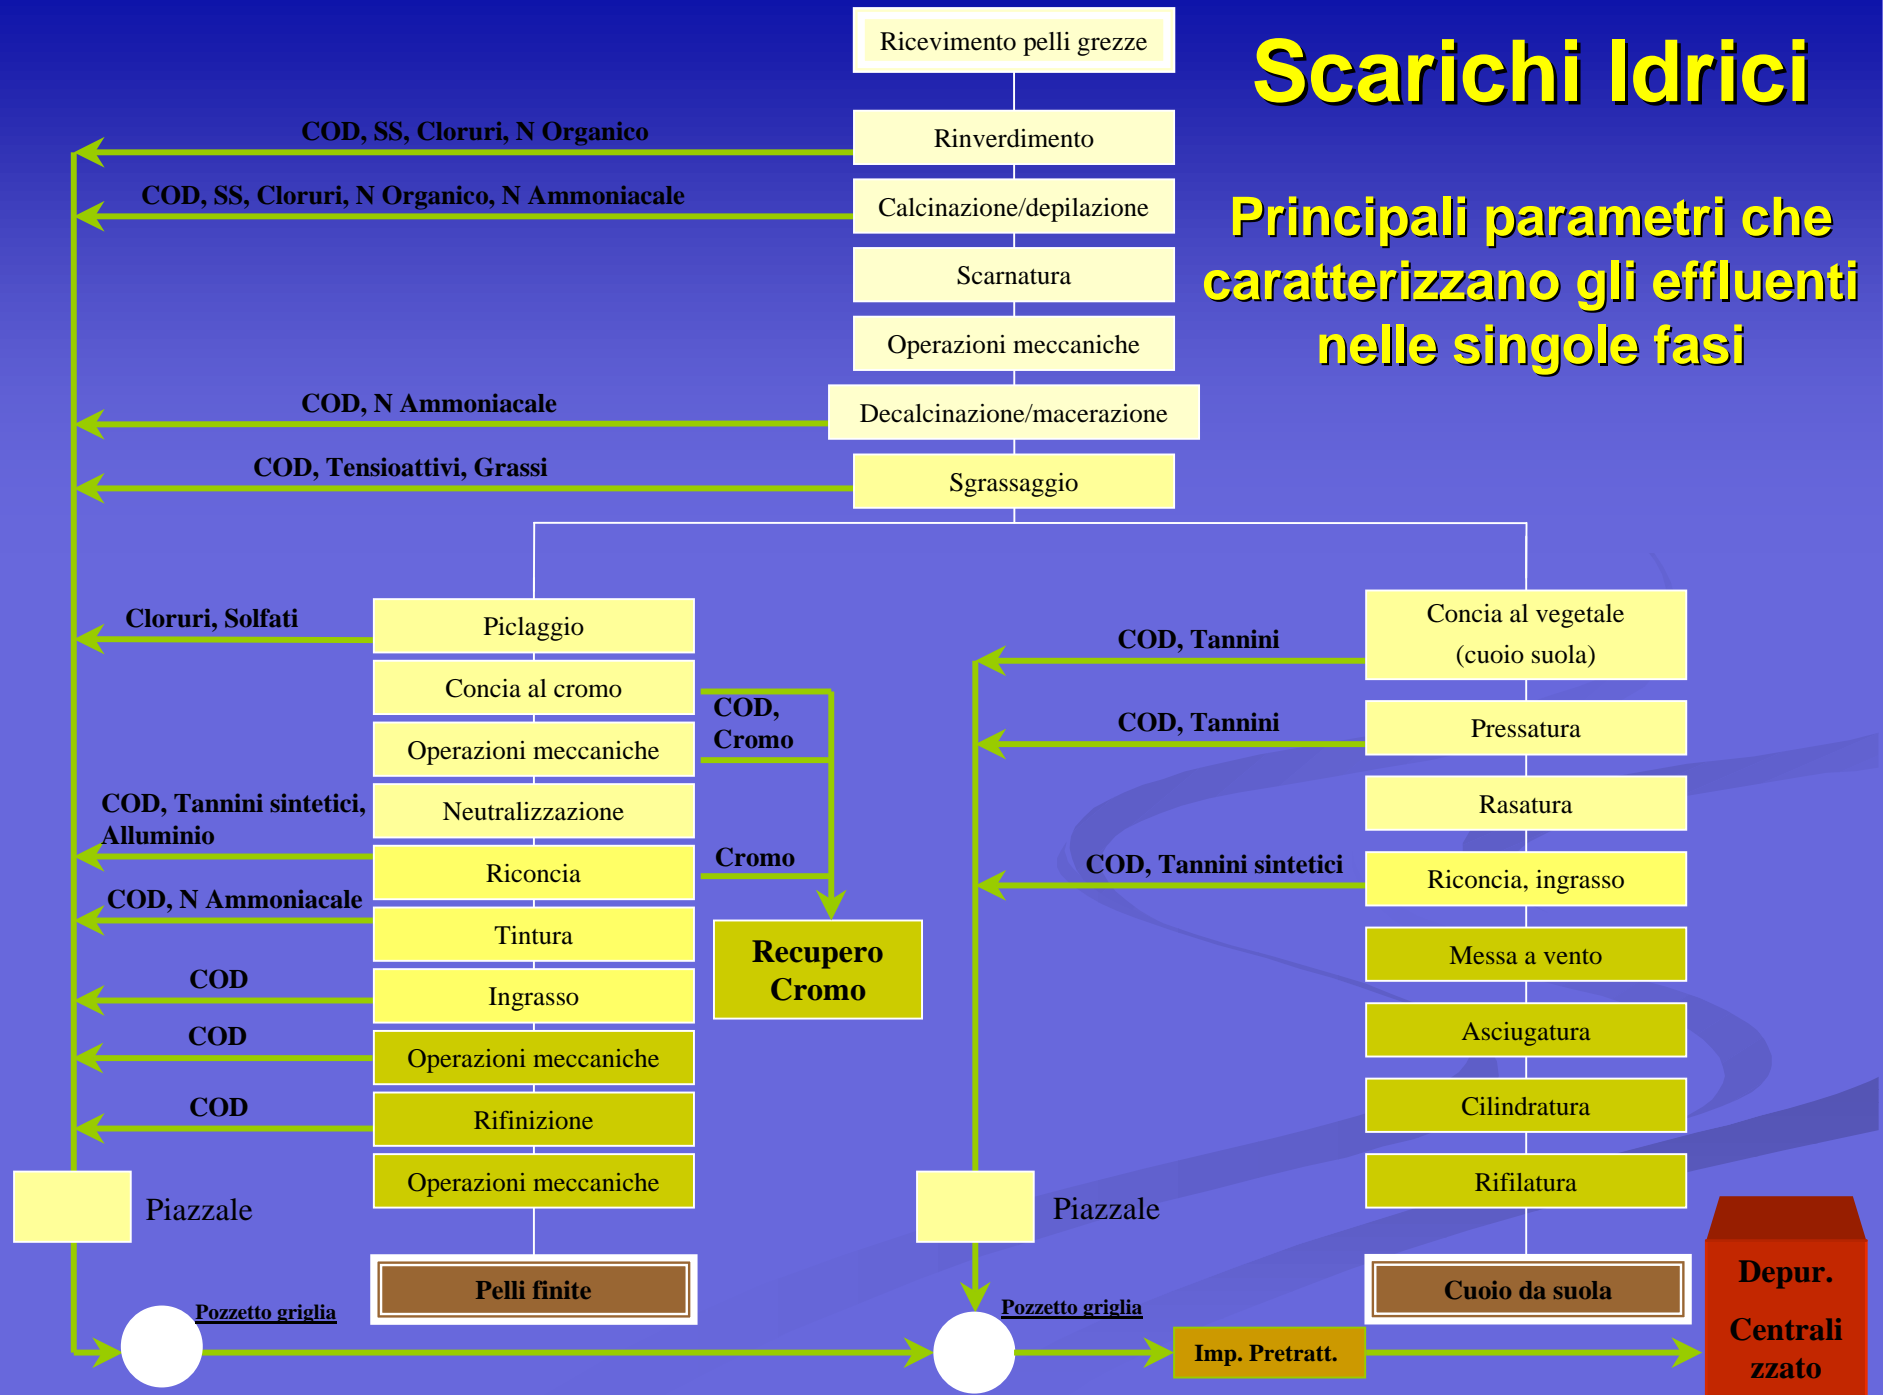 Scarichi Idrici
Principali parametri che
caratterizzano gli effluenti
nelle singole fasi
Ricevimento pelli grezze
COD, SS, Cloruri, N Organico
Rinverdimento
COD, SS, Cloruri, N Organico, N Ammoniacale
Calcinazione/depilazione
Scarnatura
Operazioni meccaniche
COD, N Ammoniacale
Decalcinazione/macerazione
COD, Tensioattivi, Grassi
Sgrassaggio
Cloruri, Solfati
Piclaggio
Concia al cromo
COD,
Cromo
Operazioni meccaniche
Neutralizzazione
COD, Tannini sintetici,
Alluminio
Riconcia
Cromo
COD, N Ammoniacale
Tintura
Recupero
Cromo
COD
Ingrasso
COD
Operazioni meccaniche
COD
Rifinizione
Operazioni meccaniche
Piazzale
Pelli finite
Pozzetto griglia
Concia al vegetale
(cuoio suola)
COD, Tannini
COD, Tannini
Pressatura
Rasatura
COD, Tannini sintetici
Riconcia, ingrasso
Messa a vento
Asciugatura
Cilindratura
Rifilatura
Piazzale
Cuoio da suola
Pozzetto griglia
Imp. Pretratt.
Depur.
Centrali
zzato